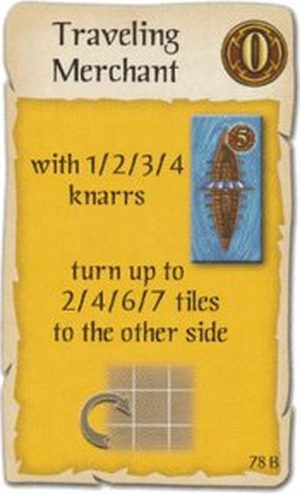 Traveling
Merchant
0
5
with 1/2/3/4
knarrs
turn up to
2/4/6/7 tiles
to the other side
78 B